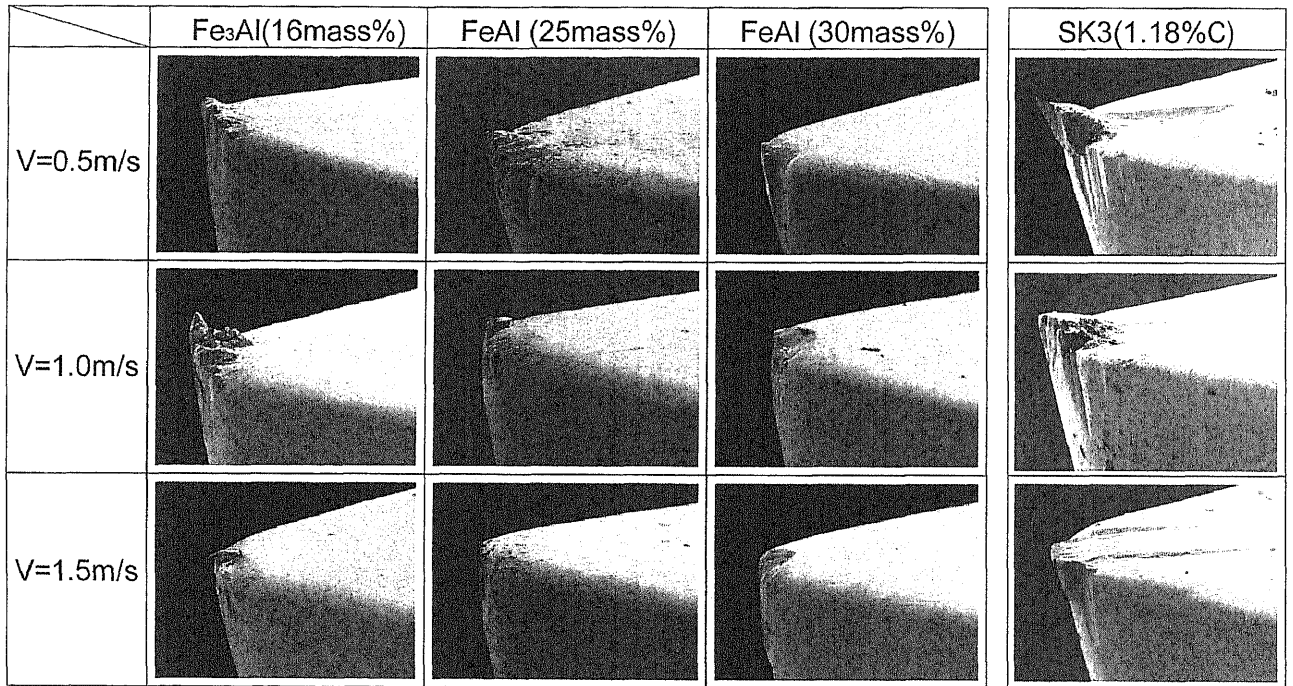 Fe₃Al(16mass%) FeAl (25mass%) FeAl (30mass%) SK3(1.18%C)
V=0.5m/s
V=1.0m/s
V=1.5m/s